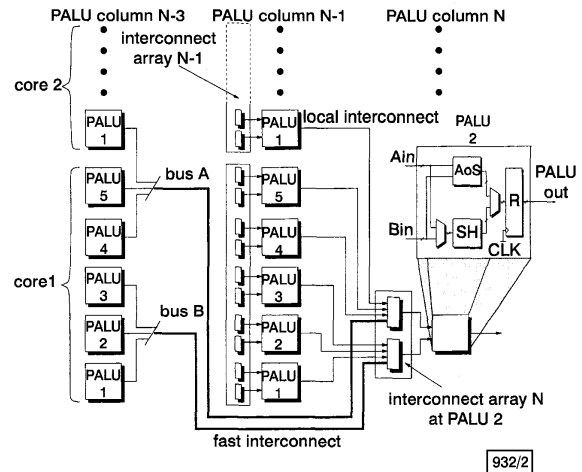 PALU column N-3
PALU column N-1
PALU column N
interconnect
array N-1
core 2
local interconnect
PALU
1
PALU
1
PALU
2
bus A
Ain
AoS
PALU
out
R
PALU
5
PALU
5
Bin
SH
CLK
PALU
4
PALU
4
core1
PALU
3
PALU
3
bus B
PALU
2
PALU
2
PALU
1
PALU
1
interconnect array N
at PALU 2
fast interconnect
932/2